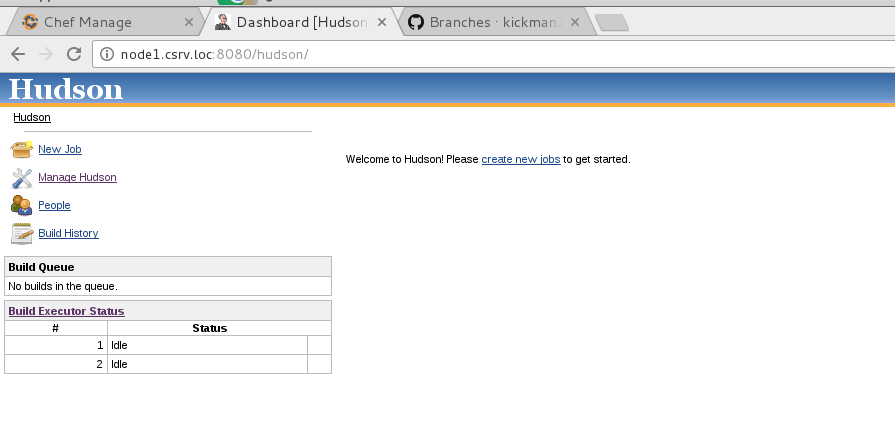 Chef Manage
Dashboard [Hudson
Branches · kickman
node1.csrv.loc:8080/hudson/
Hudson
Hudson
New Job
Manage Hudson
People
Build History
Welcome to Hudson! Please create new jobs to get started.
Build Queue
No builds in the queue.
Build Executor Status
# Status
1 Idle
2 Idle